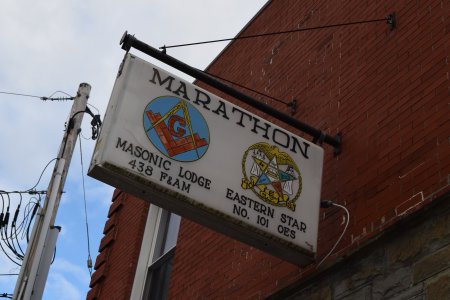 MARATHON
G
MASONIC LODGE
438 F&AM
EASTERN STAR
NO. 101 OES